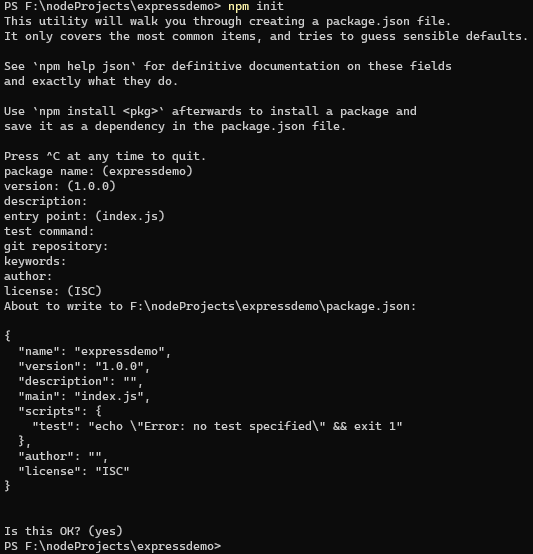 PS F:\nodeProjects\expressdemo> npm init
This utility will walk you through creating a package.json file.
It only covers the most common items, and tries to guess sensible defaults.
See `npm help json` for definitive documentation on these fields
and exactly what they do.
Use `npm install <pkg>` afterwards to install a package and
save it as a dependency in the package.json file.
Press ^C at any time to quit.
package name: (expressdemo)
version: (1.0.0)
description:
entry point: (index.js)
test command:
git repository:
keywords:
author:
license: (ISC)
About to write to F:\nodeProjects\expressdemo\package.json:
{
  "name": "expressdemo",
  "version": "1.0.0",
  "description": "",
  "main": "index.js",
  "scripts": {
    "test": "echo \"Error: no test specified\" && exit 1"
  },
  "author": "",
  "license": "ISC"
}
Is this OK? (yes)
PS F:\nodeProjects\expressdemo>